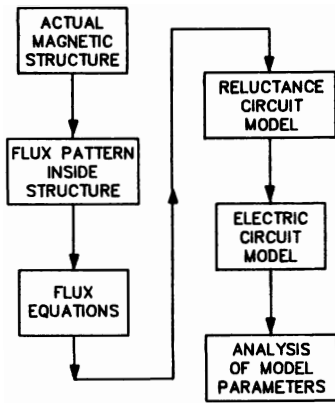 ACTUAL
MAGNETIC
STRUCTURE
FLUX PATTERN
INSIDE
STRUCTURE
FLUX
EQUATIONS
RELUCTANCE
CIRCUIT
MODEL
ELECTRIC
CIRCUIT
MODEL
ANALYSIS
OF MODEL
PARAMETERS